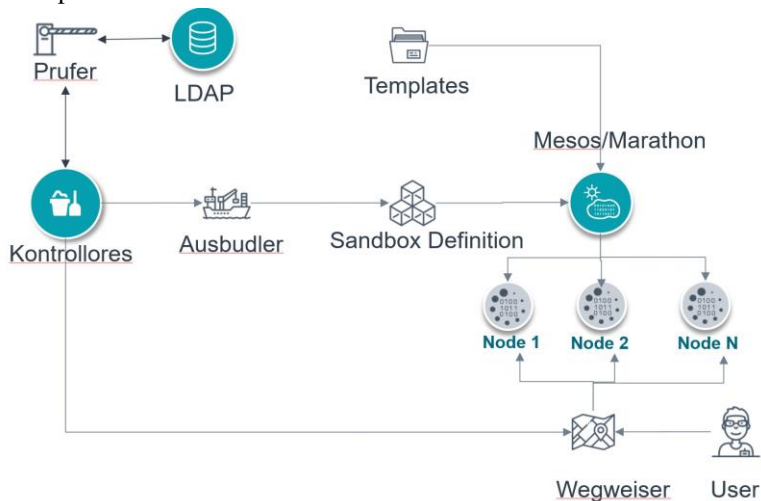 Prufer
LDAP
Templates
Mesos/Marathon
Kontrollores
Ausbudler
Sandbox Definition
0100
1011
0100
0100
1011
0100
0100
1011
0100
Node 1
Node 2
Node N
Wegweiser
User